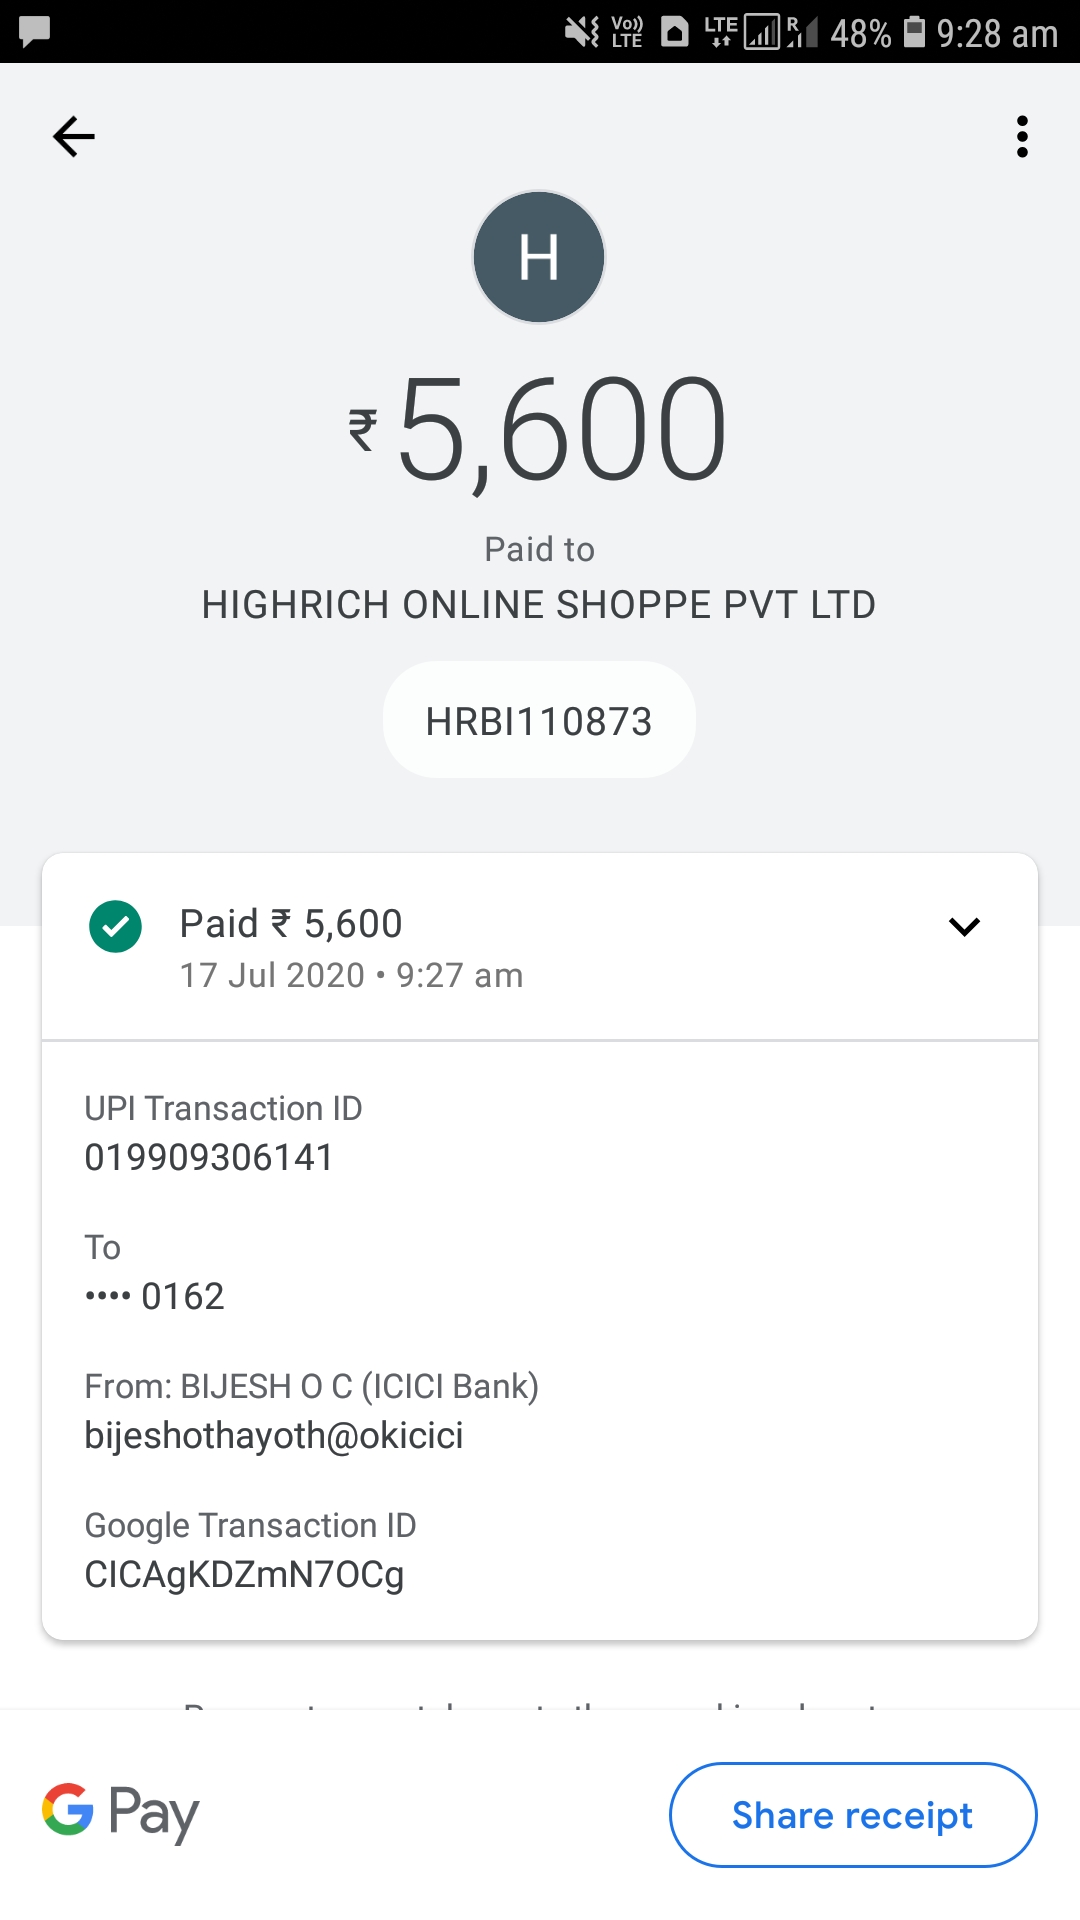 Vo)) LTE LTE R 48% 9:28 am
H
₹5,600
Paid to
HIGHRICH ONLINE SHOPPE PVT LTD
HRBI110873
Paid ₹ 5,600
17 Jul 2020 • 9:27 am
UPI Transaction ID
019909306141
To
•••• 0162
From: BIJESH O C (ICICI Bank)
bijeshothayoth@okicici
Google Transaction ID
CICAgKDZmN7OCg
G Pay
Share receipt